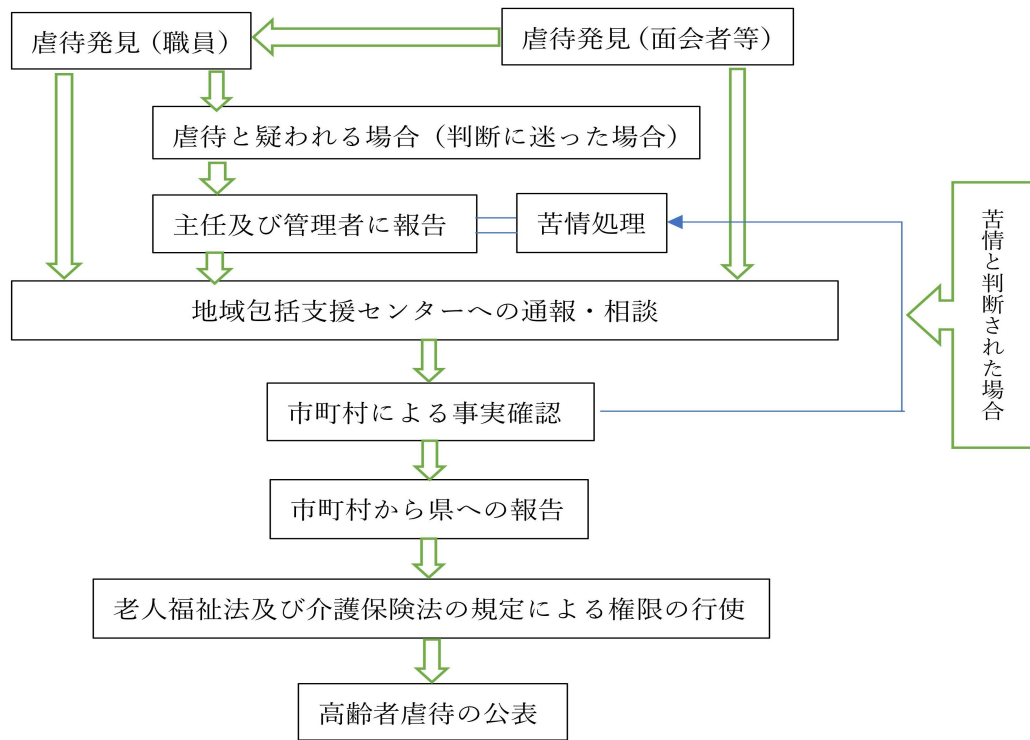 虐待発見（職員）
虐待発見（面会者等）
虐待と疑われる場合（判断に迷った場合）
主任及び管理者に報告
苦情処理
苦情と判断された場合
地域包括支援センターへの通報・相談
市町村による事実確認
市町村から県への報告
老人福祉法及び介護保険法の規定による権限の行使
高齢者虐待の公表